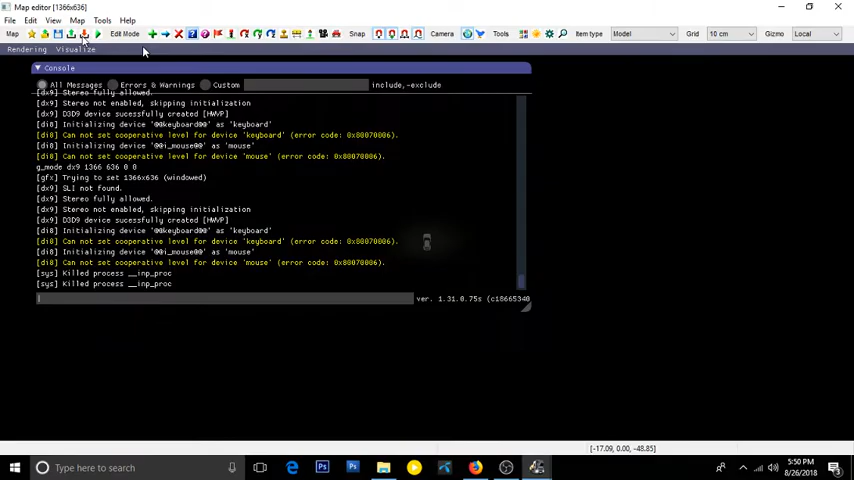 Map editor [1366x636]
File Edit View Map Tools Help
Map Edit Mode Snap Camera Tools Item type Model Grid 10 cm Gizmo Local
Rendering Visualize
Console
All Messages Errors & Warnings Custom include,-exclude
[dx9] Stereo fully allowed.
[dx9] Stereo not enabled, skipping initialization
[dx9] D3D9 device sucessfully created [HWVP]
[di8] Initializing device '@@keyboard@@' as 'keyboard'
[di8] Can not set cooperative level for device 'keyboard' (error code: 0x80070006).
[di8] Initializing device '@@i_mouse@@' as 'mouse'
[di8] Can not set cooperative level for device 'mouse' (error code: 0x80070006).
g_mode dx9 1366 636 0 0
[gfx] Trying to set 1366x636 (windowed)
[dx9] SLI not found.
[dx9] Stereo fully allowed.
[dx9] Stereo not enabled, skipping initialization
[dx9] D3D9 device sucessfully created [HWVP]
[di8] Initializing device '@@keyboard@@' as 'keyboard'
[di8] Can not set cooperative level for device 'keyboard' (error code: 0x80070006).
[di8] Initializing device '@@i_mouse@@' as 'mouse'
[di8] Can not set cooperative level for device 'mouse' (error code: 0x80070006).
[sys] Killed process __inp_proc
[sys] Killed process __inp_proc
ver. 1.31.0.75s (c18665340
[-17.09, 0.00, -48.85]
Type here to search
5:50 PM
8/26/2018